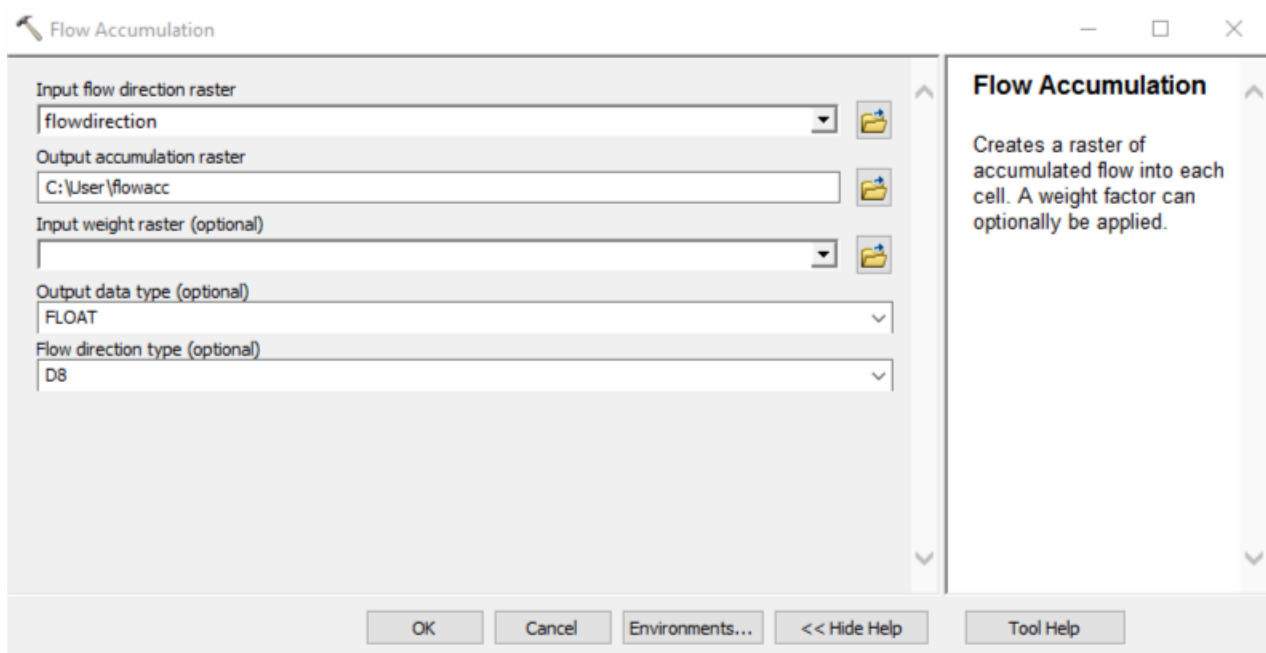 Flow Accumulation
Input flow direction raster
flowdirection
Output accumulation raster
C:\User\flowacc
Input weight raster (optional)
Output data type (optional)
FLOAT
Flow direction type (optional)
D8
Flow Accumulation
Creates a raster of
accumulated flow into each
cell. A weight factor can
optionally be applied.
OK
Cancel
Environments...
<< Hide Help
Tool Help